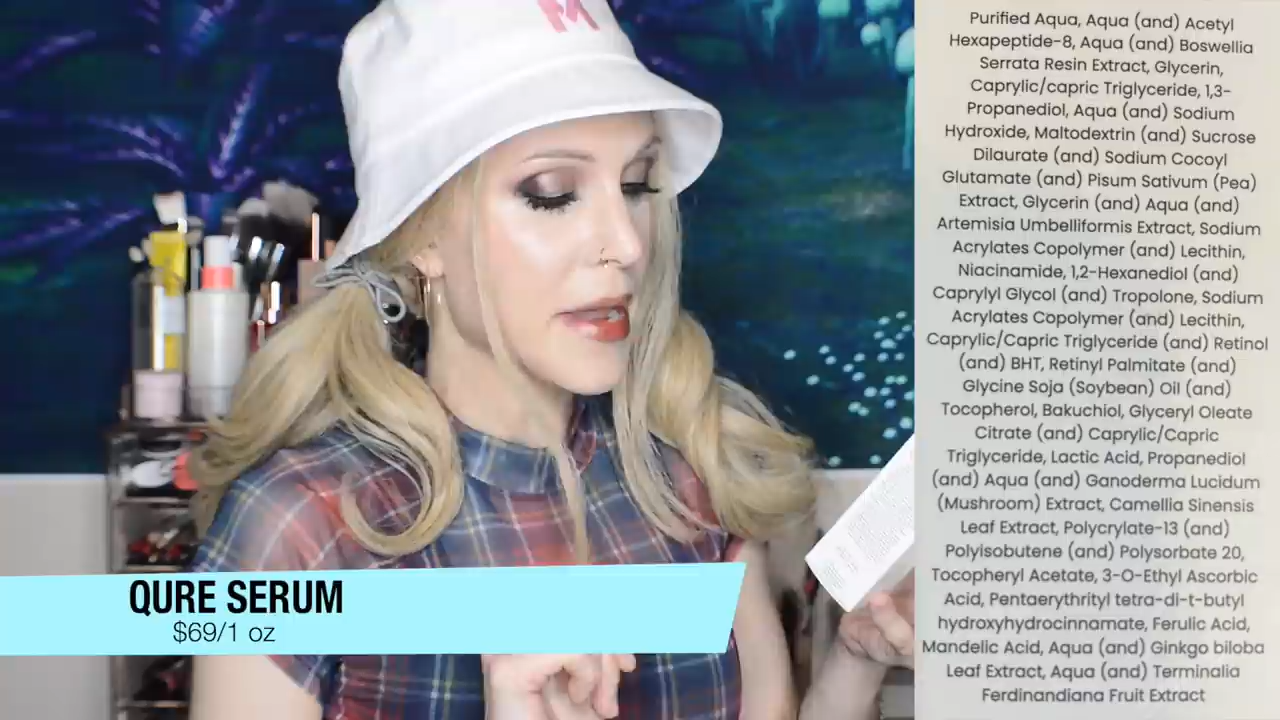 M
QURE SERUM
$69/1 oz
Purified Aqua, Aqua (and) Acetyl
Hexapeptide-8, Aqua (and) Boswellia
Serrata Resin Extract, Glycerin,
Caprylic/capric Triglyceride, 1,3-
Propanediol, Aqua (and) Sodium
Hydroxide, Maltodextrin (and) Sucrose
Dilaurate (and) Sodium Cocoyl
Glutamate (and) Pisum Sativum (Pea)
Extract, Glycerin (and) Aqua (and)
Artemisia Umbelliformis Extract, Sodium
Acrylates Copolymer (and) Lecithin,
Niacinamide, 1,2-Hexanediol (and)
Caprylyl Glycol (and) Tropolone, Sodium
Acrylates Copolymer (and) Lecithin,
Caprylic/Capric Triglyceride (and) Retinol
(and) BHT, Retinyl Palmitate (and)
Glycine Soja (Soybean) Oil (and)
Tocopherol, Bakuchiol, Glyceryl Oleate
Citrate (and) Caprylic/Capric
Triglyceride, Lactic Acid, Propanediol
(and) Aqua (and) Ganoderma Lucidum
(Mushroom) Extract, Camellia Sinensis
Leaf Extract, Polycrylate-13 (and)
Polyisobutene (and) Polysorbate 20,
Tocopheryl Acetate, 3-O-Ethyl Ascorbic
Acid, Pentaerythrityl tetra-di-t-butyl
hydroxyhydrocinnamate, Ferulic Acid,
Mandelic Acid, Aqua (and) Ginkgo biloba
Leaf Extract, Aqua (and) Terminalia
Ferdinandiana Fruit Extract